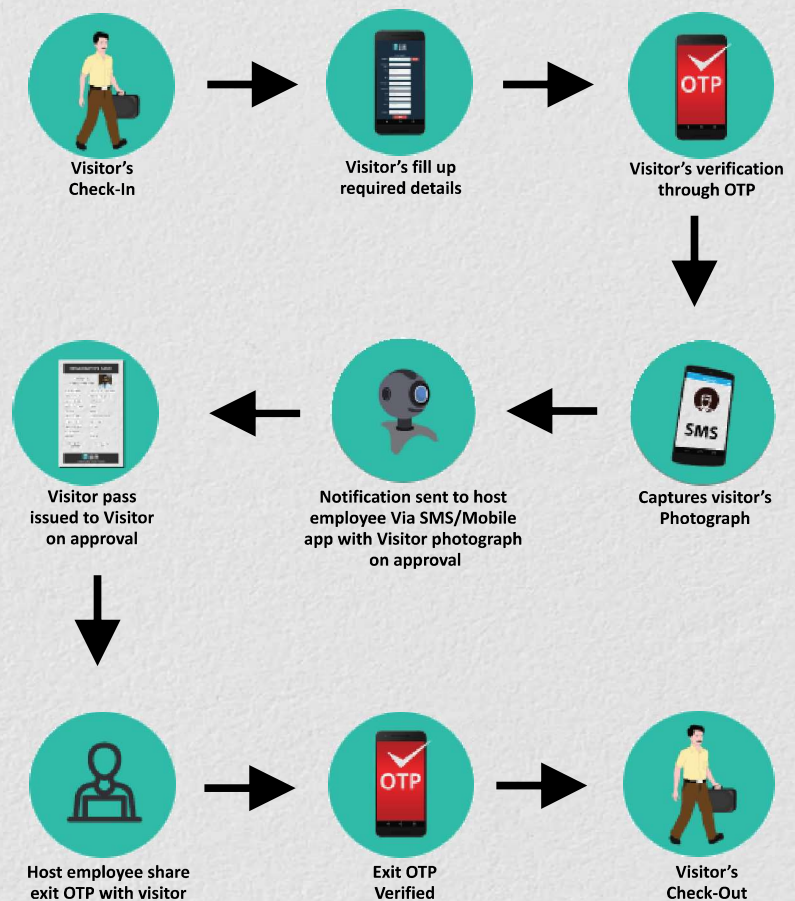 Visitor's
Check-In
Visitor's fill up
required details
OTP
Visitor's verification
through OTP
SMS
Captures visitor's
Photograph
Notification sent to host
employee Via SMS/Mobile
app with Visitor photograph
on approval
Visitor pass
issued to Visitor
on approval
Host employee share
exit OTP with visitor
OTP
Exit OTP
Verified
Visitor's
Check-Out